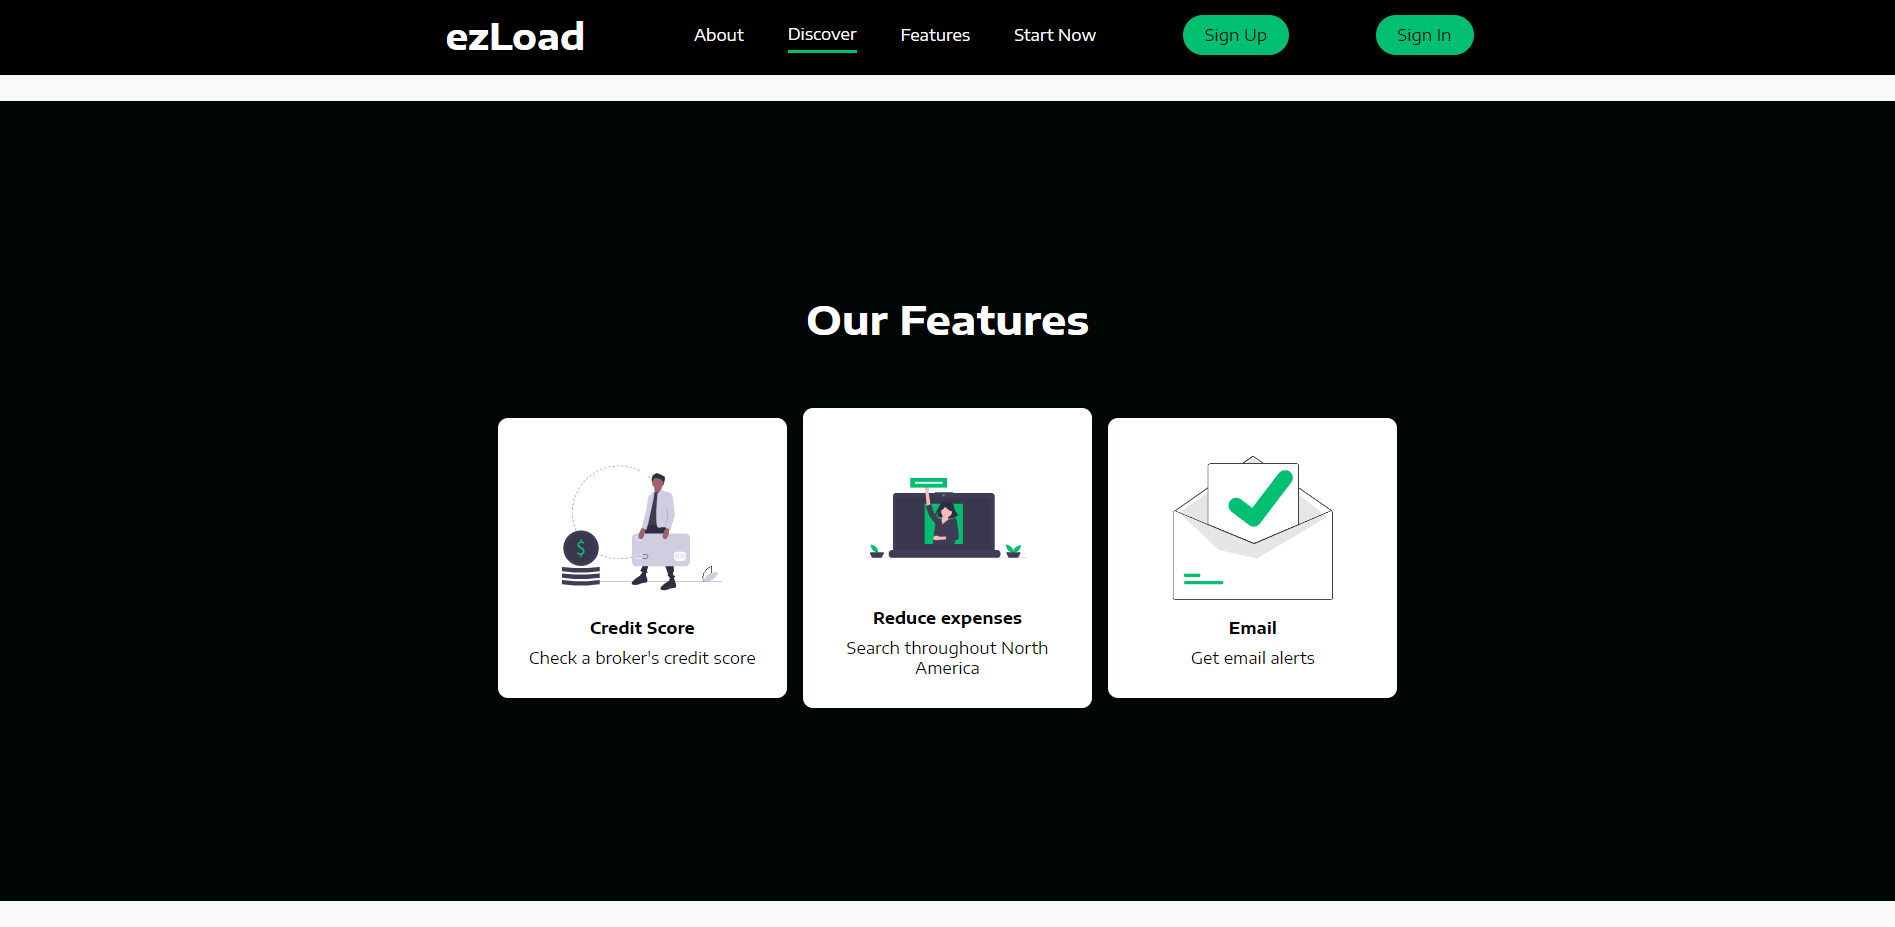 ezLoad
About
Discover
Features
Start Now
Sign Up
Sign In
Our Features
$
Credit Score
Check a broker's credit score
Reduce expenses
Search throughout North
America
Email
Get email alerts